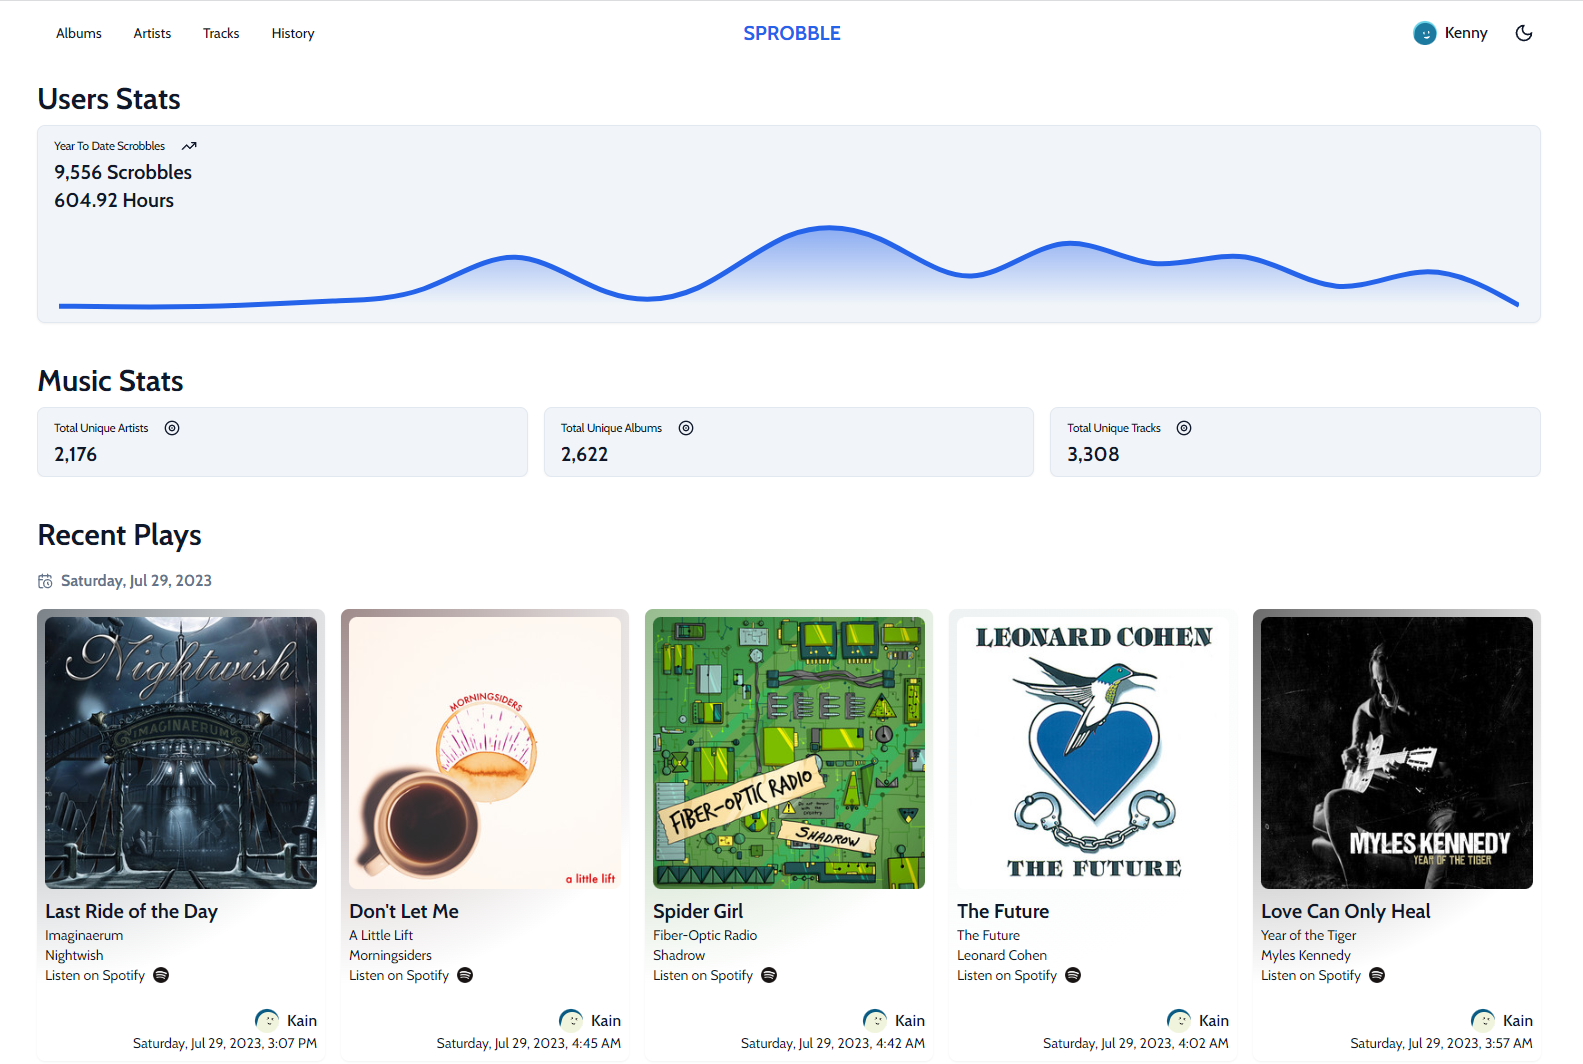 Albums
Artists
Tracks
History
SPROBBLE
Kenny
Users Stats
Year To Date Scrobbles
9,556 Scrobbles
604.92 Hours
Music Stats
Total Unique Artists
2,176
Total Unique Albums
2,622
Total Unique Tracks
3,308
Recent Plays
Saturday, Jul 29, 2023
Nightwish
IMAGINAERUM
Last Ride of the Day
Imaginaerum
Nightwish
Listen on Spotify
Kain
Saturday, Jul 29, 2023, 3:07 PM
MORNINGSIDERS
a little lift
Don't Let Me
A Little Lift
Morningsiders
Listen on Spotify
Kain
Saturday, Jul 29, 2023, 4:45 AM
FIBER-OPTIC RADIO
SHADROW
Spider Girl
Fiber-Optic Radio
Shadrow
Listen on Spotify
Kain
Saturday, Jul 29, 2023, 4:42 AM
LEONARD COHEN
THE FUTURE
The Future
The Future
Leonard Cohen
Listen on Spotify
Kain
Saturday, Jul 29, 2023, 4:02 AM
MYLES KENNEDY
YEAR OF THE TIGER
Love Can Only Heal
Year of the Tiger
Myles Kennedy
Listen on Spotify
Kain
Saturday, Jul 29, 2023, 3:57 AM